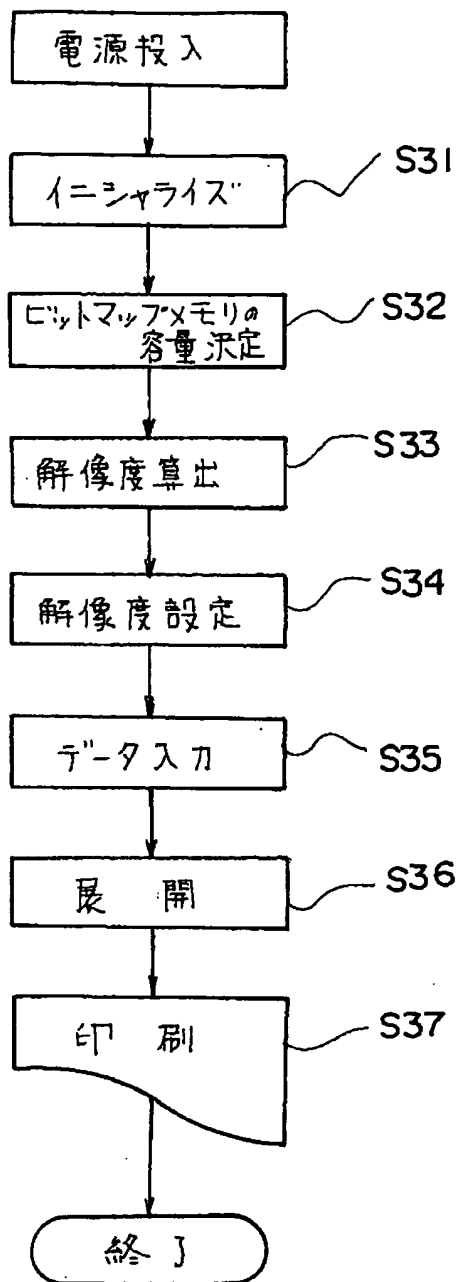 電源投入
イニシャライズ
S31
ビットマップメモリの
容量決定
S32
解像度算出
S33
解像度設定
S34
データ入力
S35
展開
S36
印刷
S37
終了